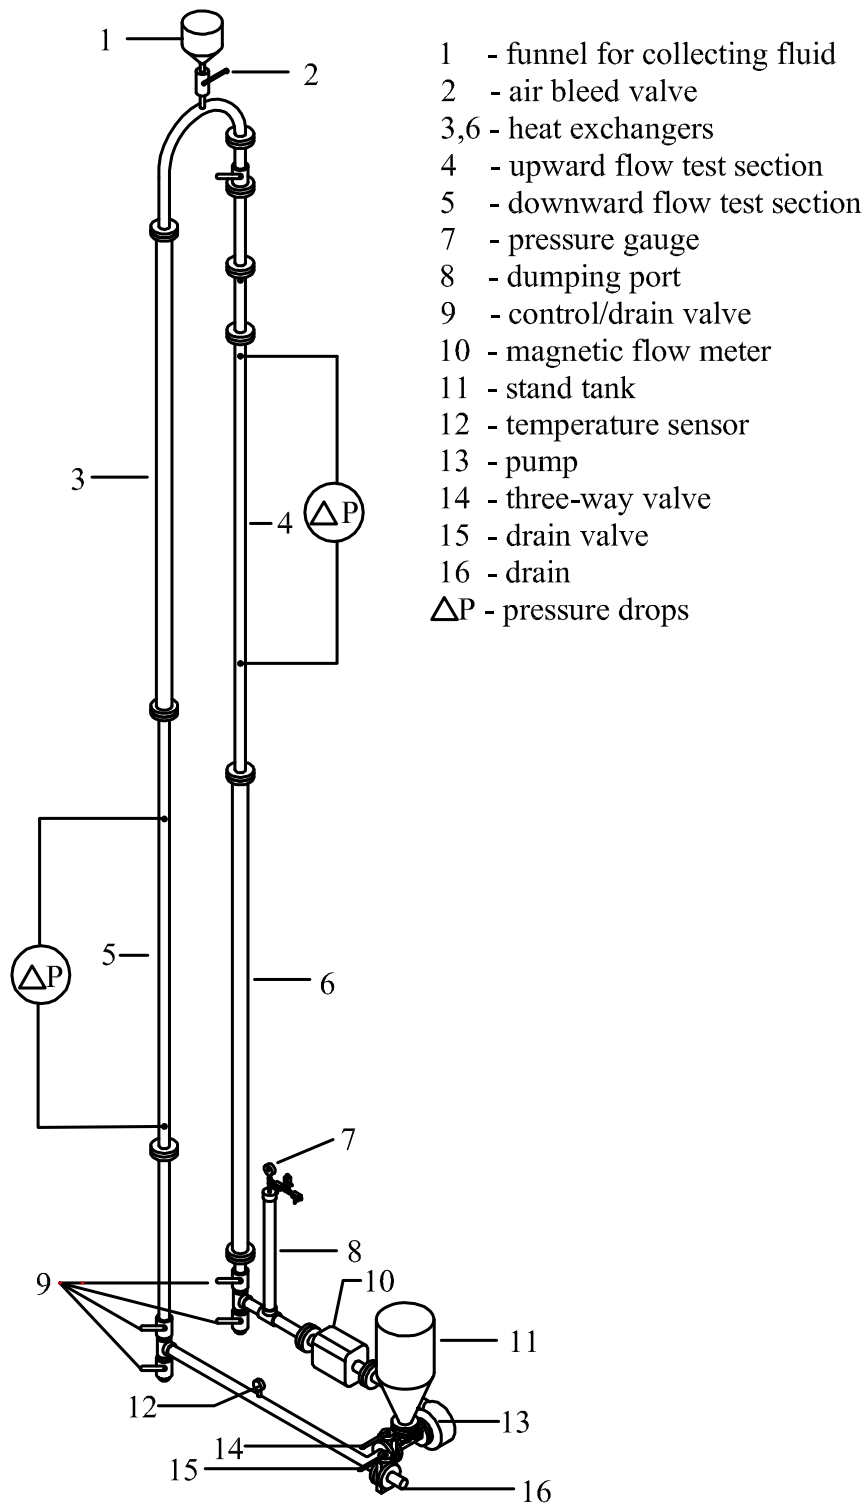 1 - funnel for collecting fluid
2 - air bleed valve
3,6 - heat exchangers
4 - upward flow test section
5 - downward flow test section
7 - pressure gauge
8 - dumping port
9 - control/drain valve
10 - magnetic flow meter
11 - stand tank
12 - temperature sensor
13 - pump
14 - three-way valve
15 - drain valve
16 - drain
△P - pressure drops
1
2
3
4
△P
5
△P
6
7
8
9
10
11
12
13
14
15
16